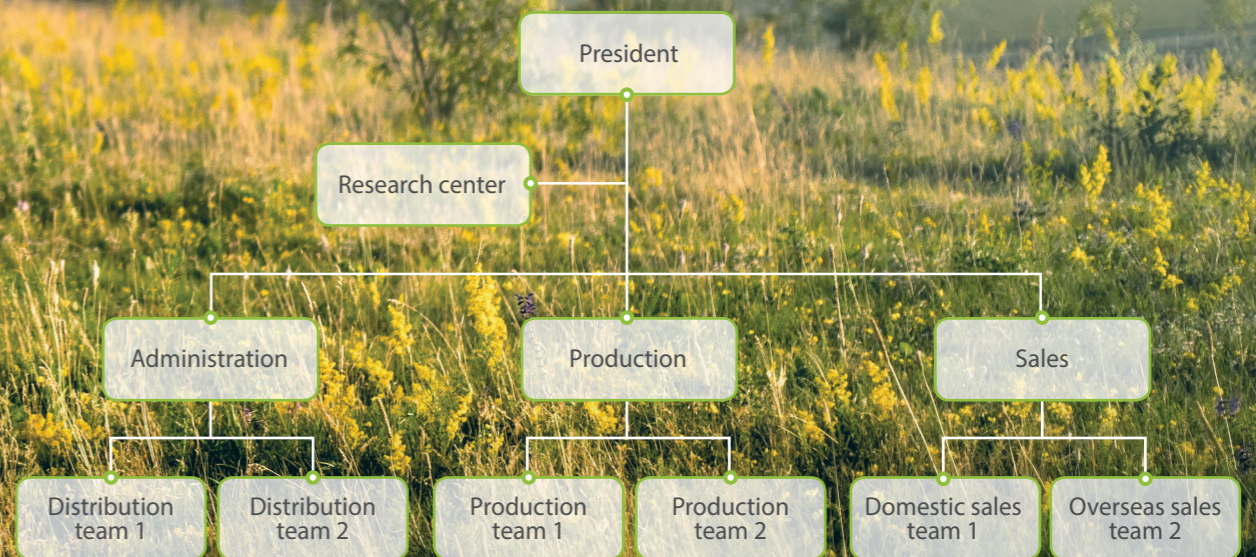 President
Research center
Administration
Production
Sales
Distribution
team 1
Distribution
team 2
Production
team 1
Production
team 2
Domestic sales
team 1
Overseas sales
team 2